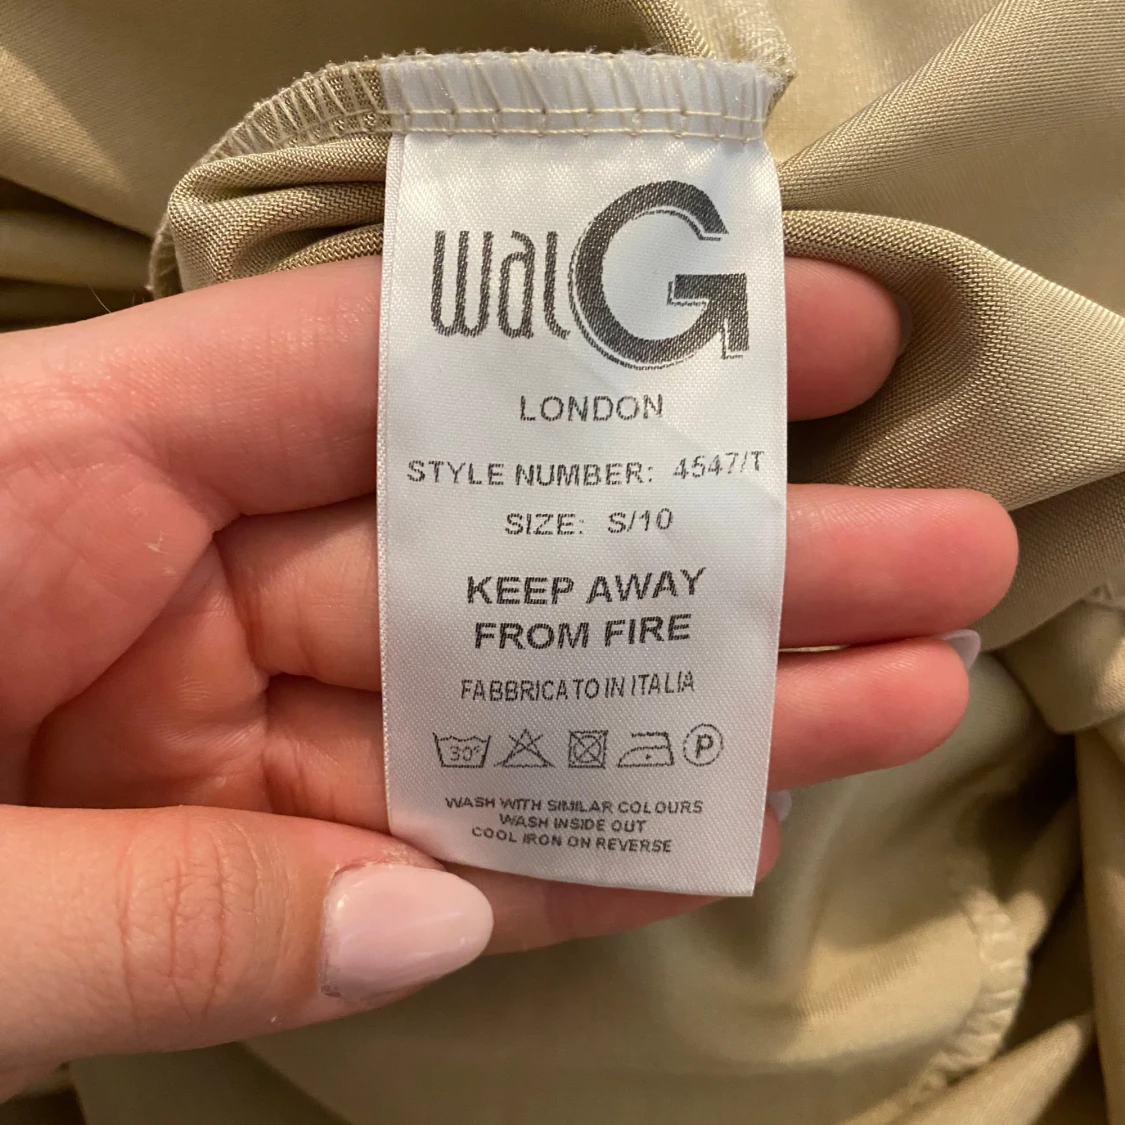 walG
LONDON
STYLE NUMBER: 4547/T
SIZE: S/10
KEEP AWAY
FROM FIRE
FABBRICATO IN ITALIA
30° P
WASH WITH SIMILAR COLOURS
WASH INSIDE OUT
COOL IRON ON REVERSE